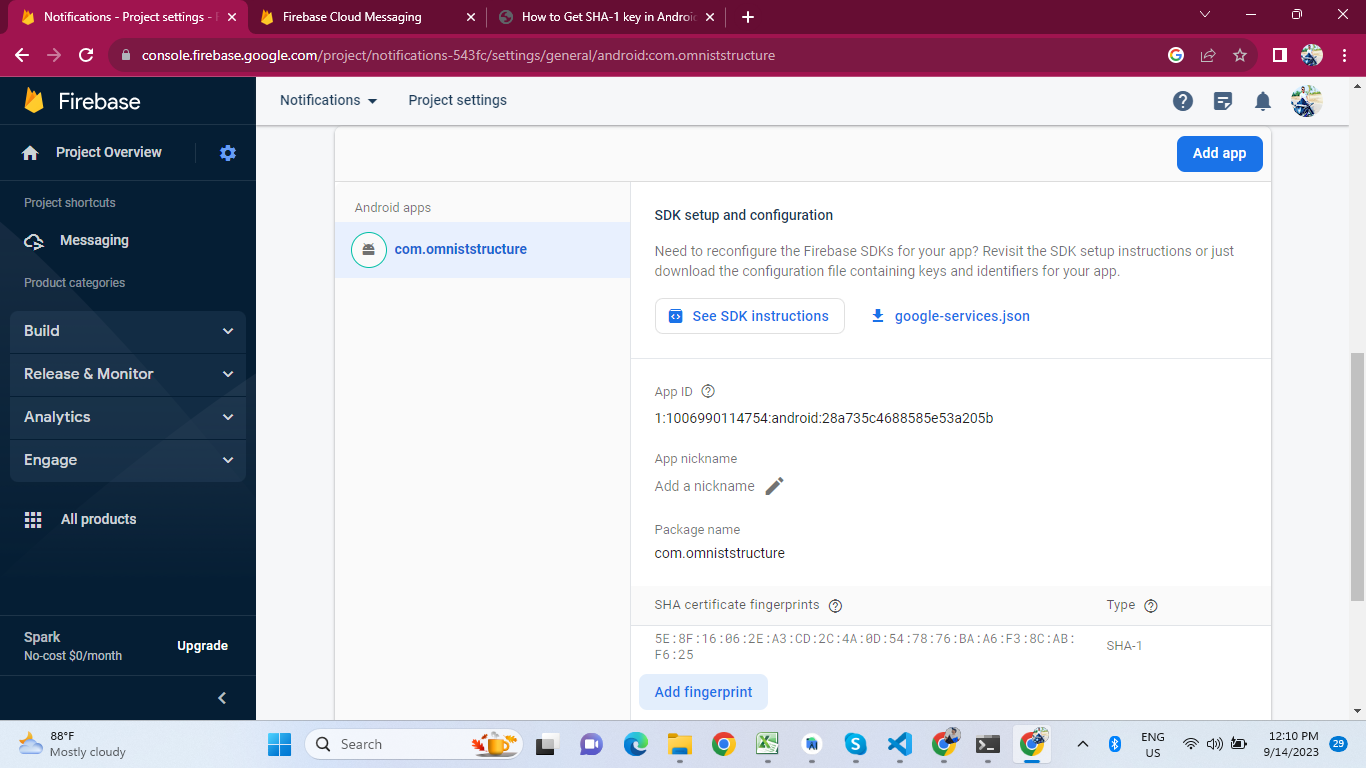 Notifications - Project settings -
Firebase Cloud Messaging
How to Get SHA-1 key in Androi
console.firebase.google.com/project/notifications-543fc/settings/general/android:com.omniststructure
Firebase
Notifications
Project settings
Project Overview
Project shortcuts
Messaging
Product categories
Build
Release & Monitor
Analytics
Engage
All products
Spark
No-cost $0/month
Upgrade
Add app
Android apps
com.omniststructure
SDK setup and configuration
Need to reconfigure the Firebase SDKs for your app? Revisit the SDK setup instructions or just
download the configuration file containing keys and identifiers for your app.
See SDK instructions
google-services.json
App ID
1:1006990114754:android:28a735c4688585e53a205b
App nickname
Add a nickname
Package name
com.omniststructure
SHA certificate fingerprints
Type
5E:8F:16:06:2E:A3:CD:2C:4A:0D:54:78:76:BA:A6:F3:8C:AB:
F6:25
SHA-1
Add fingerprint
88°F
Mostly cloudy
Search
ENG
US
12:10 PM
9/14/2023
29